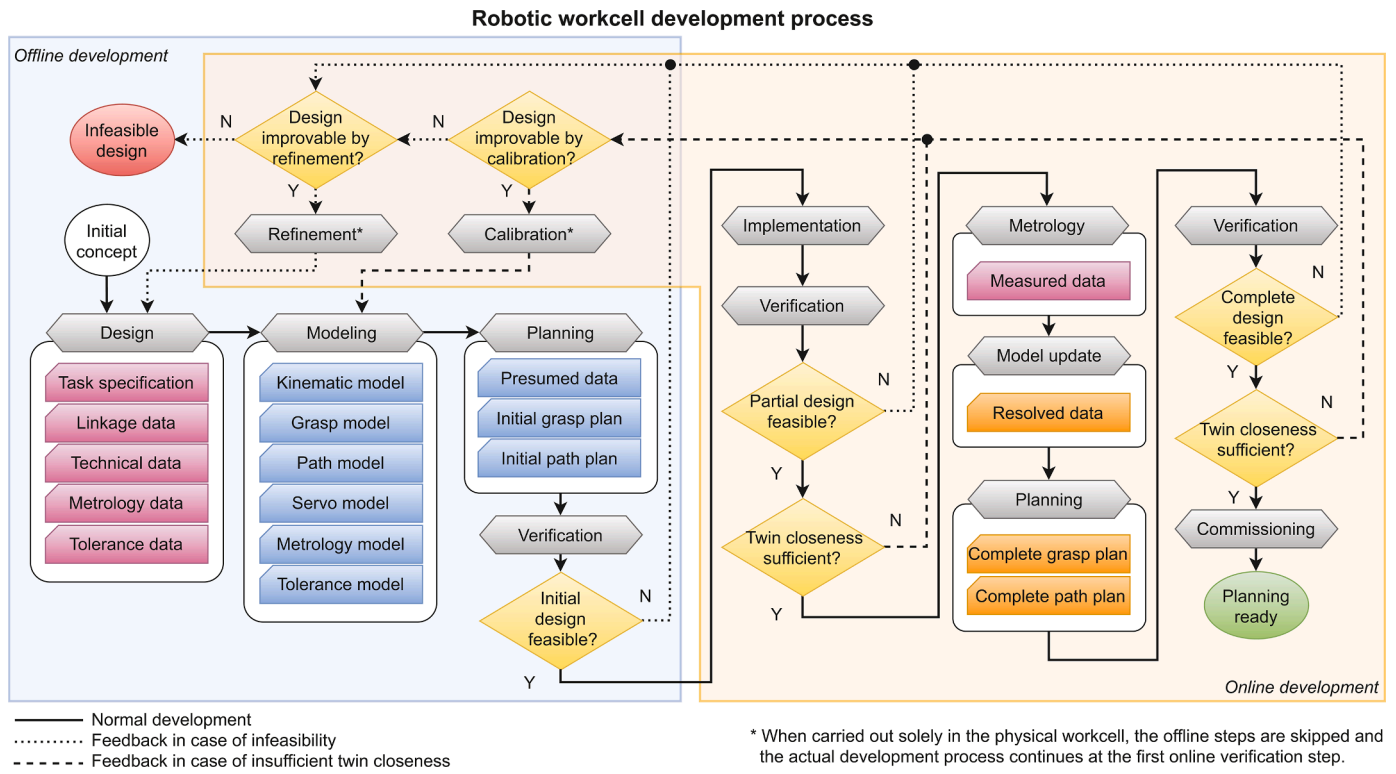 Robotic workcell development process
Offline development
Infeasible
design
N
Design
improvable by
refinement?
N
Design
improvable by
calibration?
Y
Y
Refinement*
Calibration*
Initial
concept
Design
Task specification
Linkage data
Technical data
Metrology data
Tolerance data
Modeling
Kinematic model
Grasp model
Path model
Servo model
Metrology model
Tolerance model
Planning
Presumed data
Initial grasp plan
Initial path plan
Verification
Initial
design
feasible?
N
Y
Implementation
Verification
Partial design
feasible?
N
Y
Twin closeness
sufficient?
N
Y
Metrology
Measured data
Model update
Resolved data
Planning
Complete grasp plan
Complete path plan
Verification
N
Complete
design
feasible?
Y
N
Twin closeness
sufficient?
Y
Commissioning
Planning
ready
Online development
Normal development
Feedback in case of infeasibility
Feedback in case of insufficient twin closeness
* When carried out solely in the physical workcell, the offline steps are skipped and
the actual development process continues at the first online verification step.